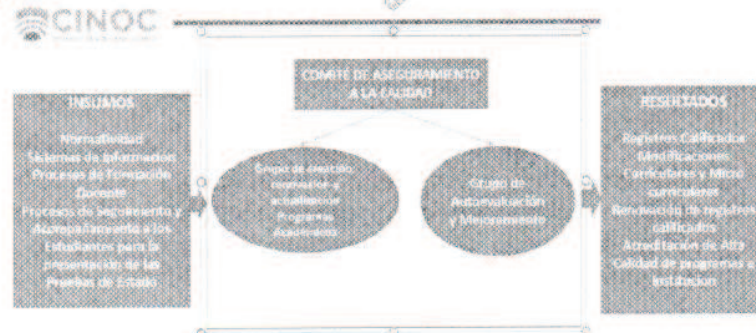 CINOC
COMITÉ DE ASEGURAMIENTO
A LA CALIDAD
INSUMOS
Normatividad
Sistemas de Información
Procesos de Formación
Docente
Procesos de Seguimiento y
Acompañamiento a los
Estudiantes para la
presentación de las
Pruebas de Estado
Grupo de creación,
renovación y
actualización
Programas
Académicos
Grupo de
Autoevaluación
y Mejoramiento
RESULTADOS
Registros Calificados
Modificaciones
Curriculares y Micro
curriculares
Renovación de registros
calificados
Acreditación de Alta
Calidad de programas e
Institución